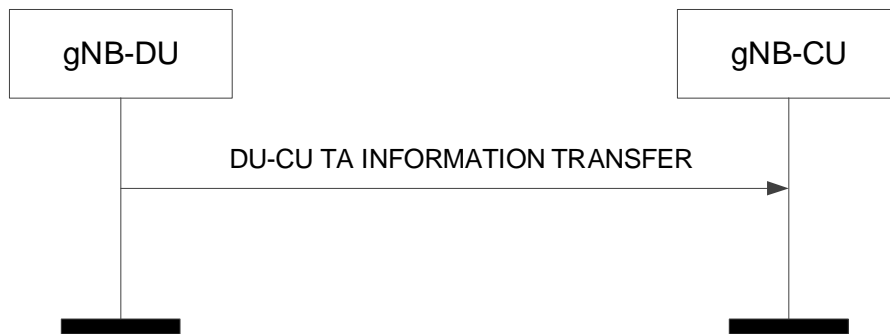 gNB-DU
gNB-CU
DU-CU TA INFORMATION TRANSFER